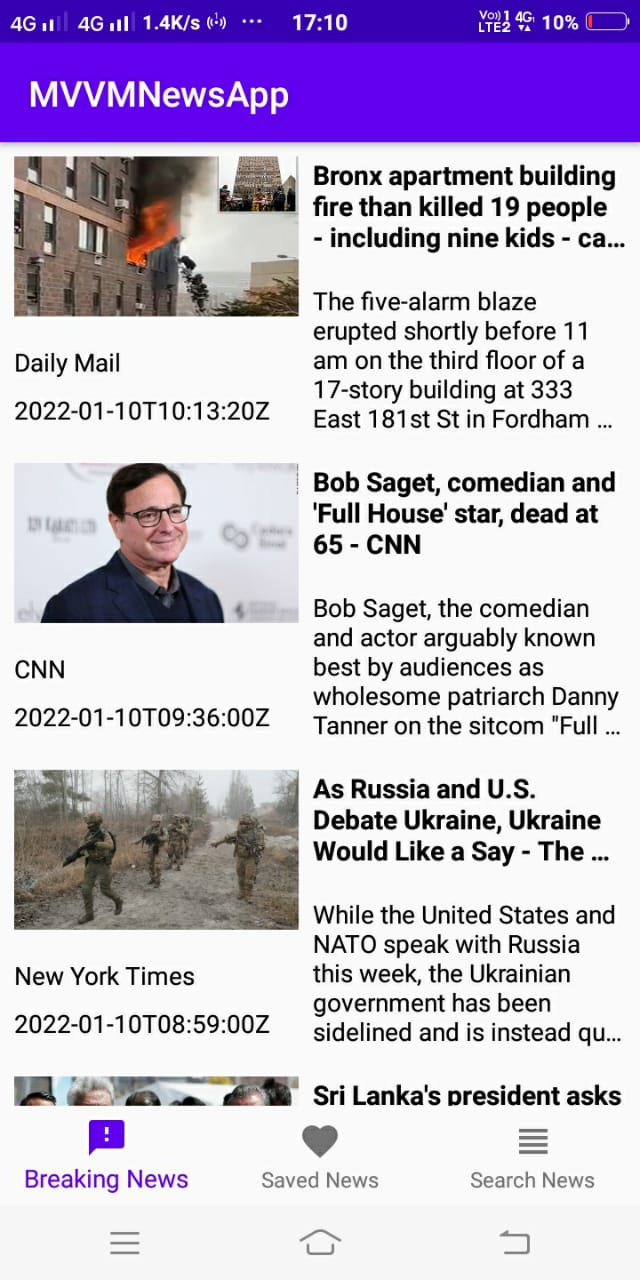 4G 4G 1.4K/s ... 17:10 Vo)) 1 4G LTE2 10%
MVVMNewsApp
Bronx apartment building
fire than killed 19 people
- including nine kids - ca...
The five-alarm blaze
erupted shortly before 11
am on the third floor of a
17-story building at 333
East 181st St in Fordham ...
Daily Mail
2022-01-10T10:13:20Z
Bob Saget, comedian and
'Full House' star, dead at
65 - CNN
Bob Saget, the comedian
and actor arguably known
best by audiences as
wholesome patriarch Danny
Tanner on the sitcom "Full ...
CNN
2022-01-10T09:36:00Z
As Russia and U.S.
Debate Ukraine, Ukraine
Would Like a Say - The ...
While the United States and
NATO speak with Russia
this week, the Ukrainian
government has been
sidelined and is instead qu...
New York Times
2022-01-10T08:59:00Z
Sri Lanka's president asks
Breaking News
Saved News
Search News